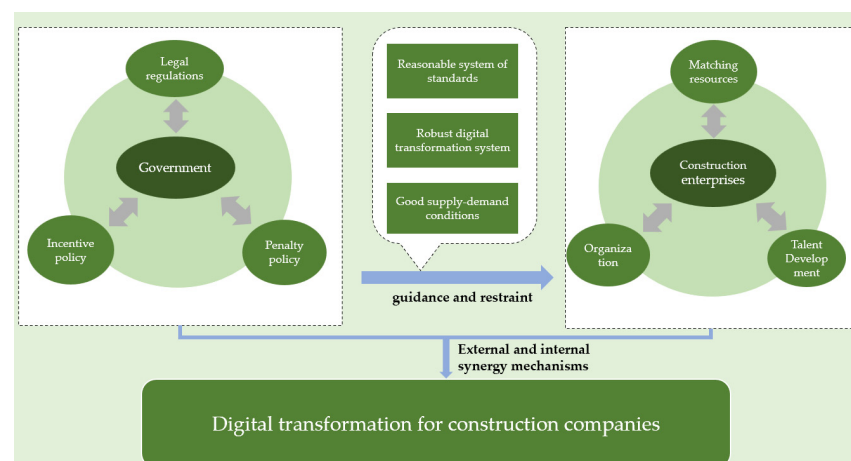 Legal
regulations
Government
Incentive
policy
Penalty
policy
Reasonable system of
standards
Robust digital
transformation system
Good supply-demand
conditions
guidance and restraint
Matching
resources
Construction
enterprises
Organiza
tion
Talent
Develop
ment
External and internal
synergy mechanisms
Digital transformation for construction companies